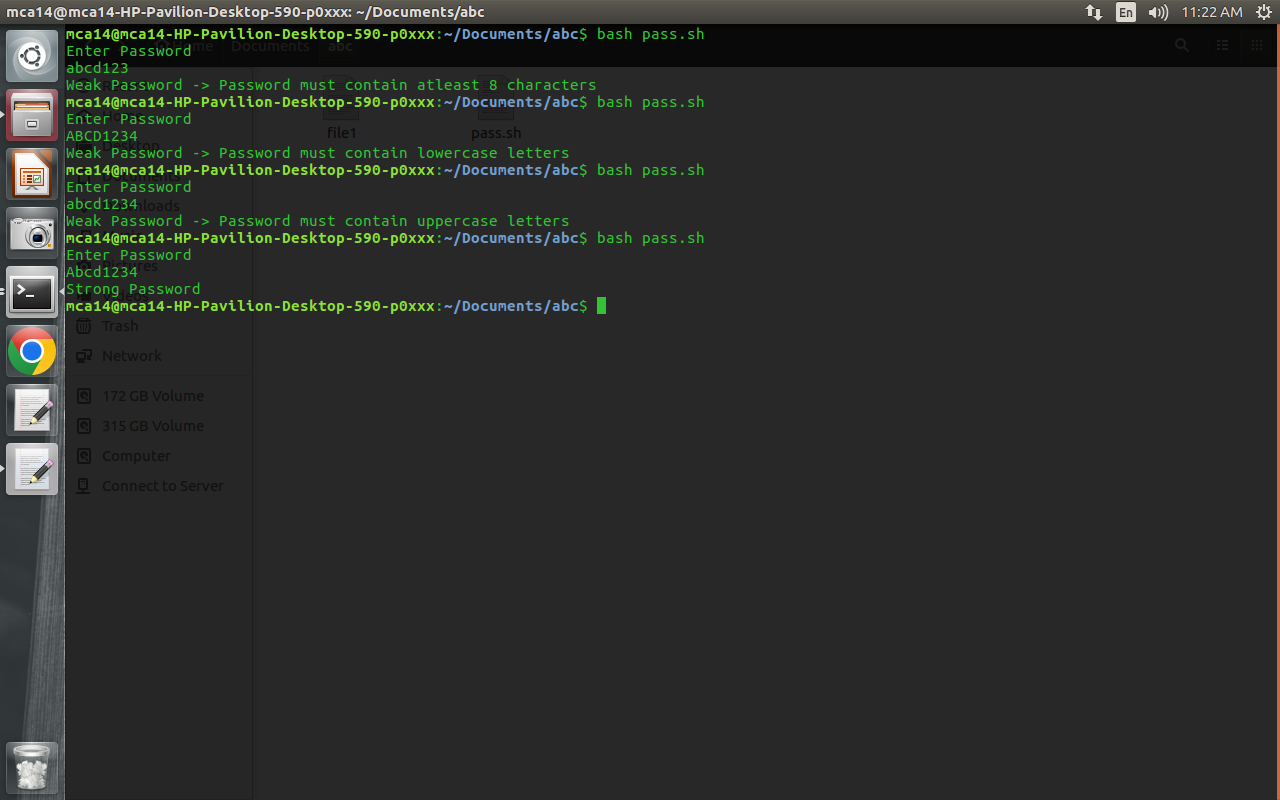 mca14@mca14-HP-Pavilion-Desktop-590-p0xxx: ~/Documents/abc
En
11:22 AM
mca14@mca14-HP-Pavilion-Desktop-590-p0xxx:~/Documents/abc$ bash pass.sh
Home Documents abc
Enter Password
abcd123
Weak Password -> Password must contain atleast 8 characters
mca14@mca14-HP-Pavilion-Desktop-590-p0xxx:~/Documents/abc$ bash pass.sh
Enter Password
file1 pass.sh
ABCD1234
Weak Password -> Password must contain lowercase letters
mca14@mca14-HP-Pavilion-Desktop-590-p0xxx:~/Documents/abc$ bash pass.sh
Enter Password
abcd1234
Weak Password -> Password must contain uppercase letters
mca14@mca14-HP-Pavilion-Desktop-590-p0xxx:~/Documents/abc$ bash pass.sh
Enter Password
Pictures
Abcd1234
Strong Password
mca14@mca14-HP-Pavilion-Desktop-590-p0xxx:~/Documents/abc$
Trash
Network
172 GB Volume
315 GB Volume
Computer
Connect to Server